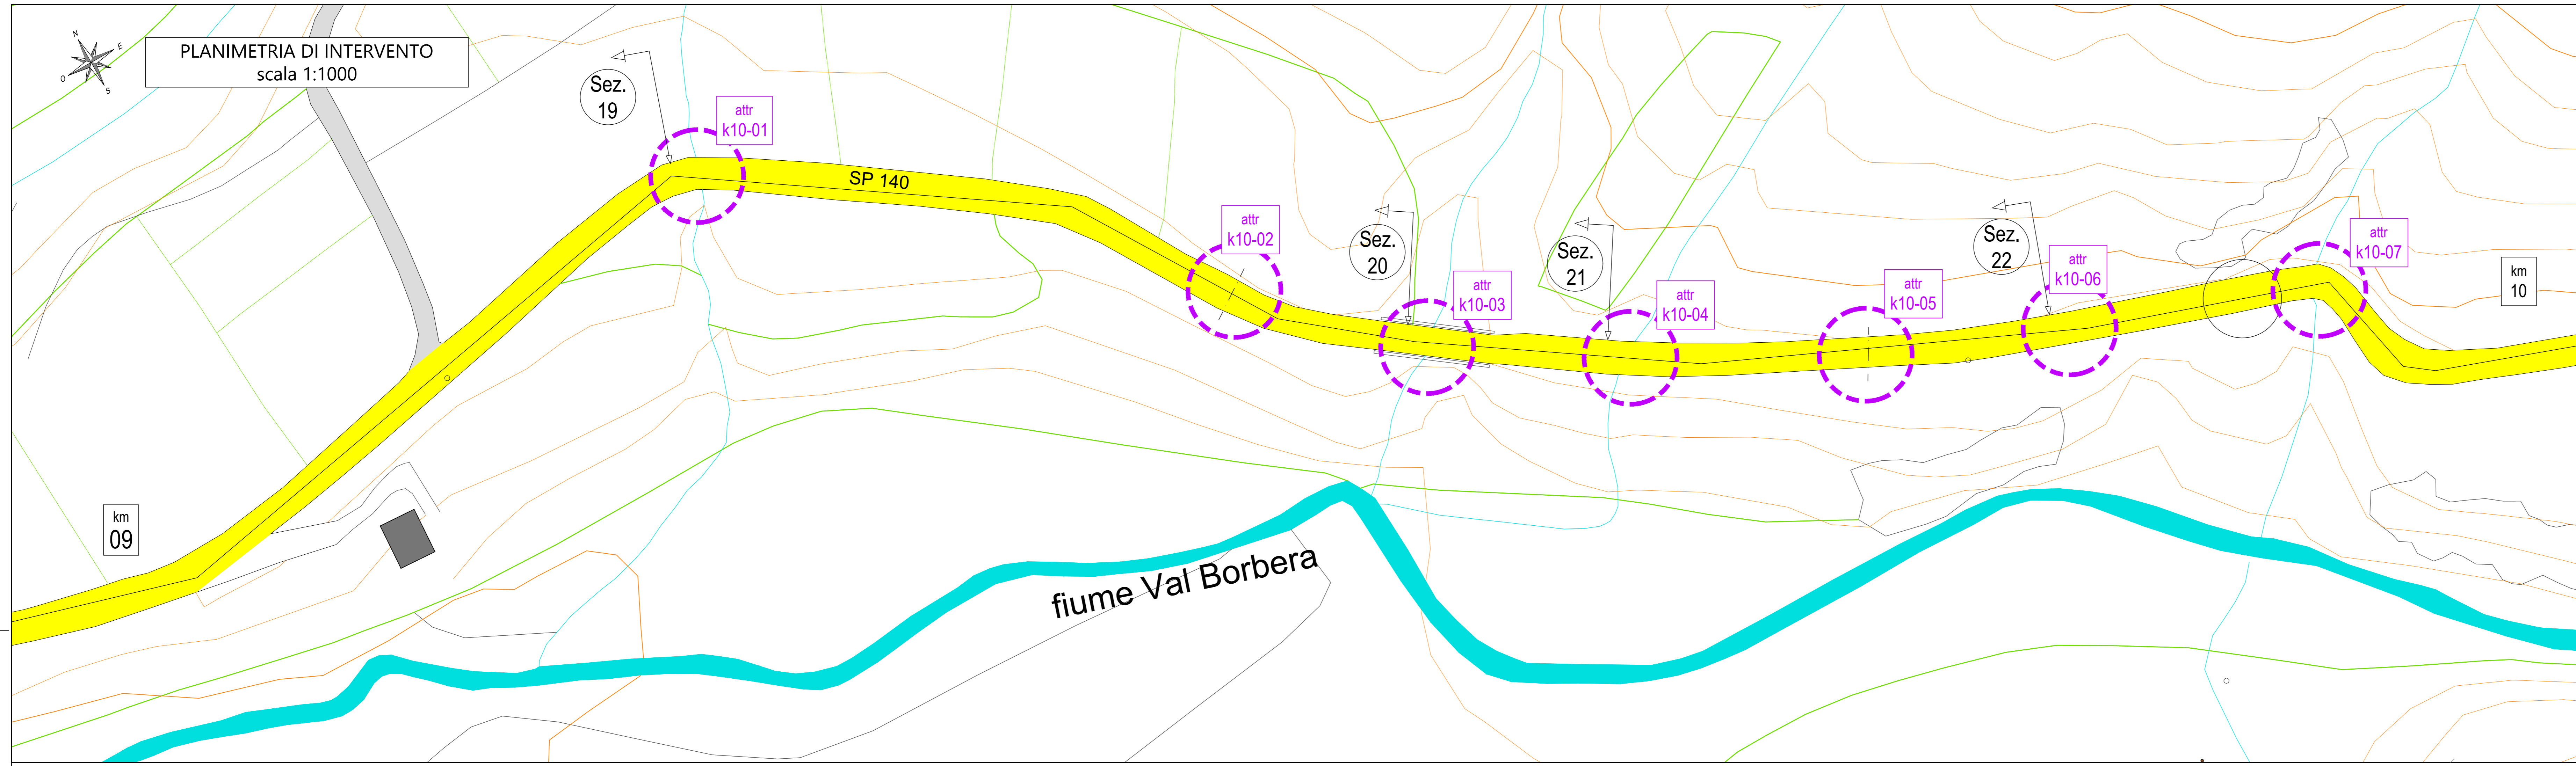 N
E
O
S
PLANIMETRIA DI INTERVENTO
scala 1:1000
Sez.
19
attr
k10-01
SP 140
attr
k10-02
Sez.
20
attr
k10-03
Sez.
21
attr
k10-04
attr
k10-05
Sez.
22
attr
k10-06
attr
k10-07
km
10
km
09
fiume Val Borbera